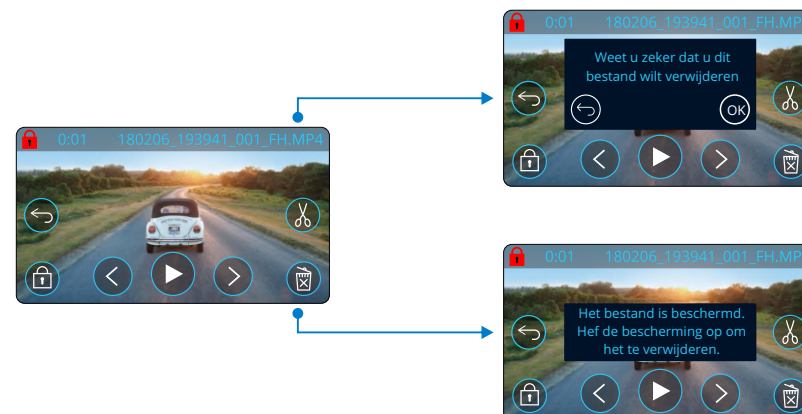 0:01 180206_193941_001_FH.MP
Weet u zeker dat u dit
bestand wilt verwijderen
OK
0:01 180206_193941_001_FH.MP4
0:01 180206_193941_001_FH.MP
Het bestand is beschermd.
Hef de bescherming op om
het te verwijderen.